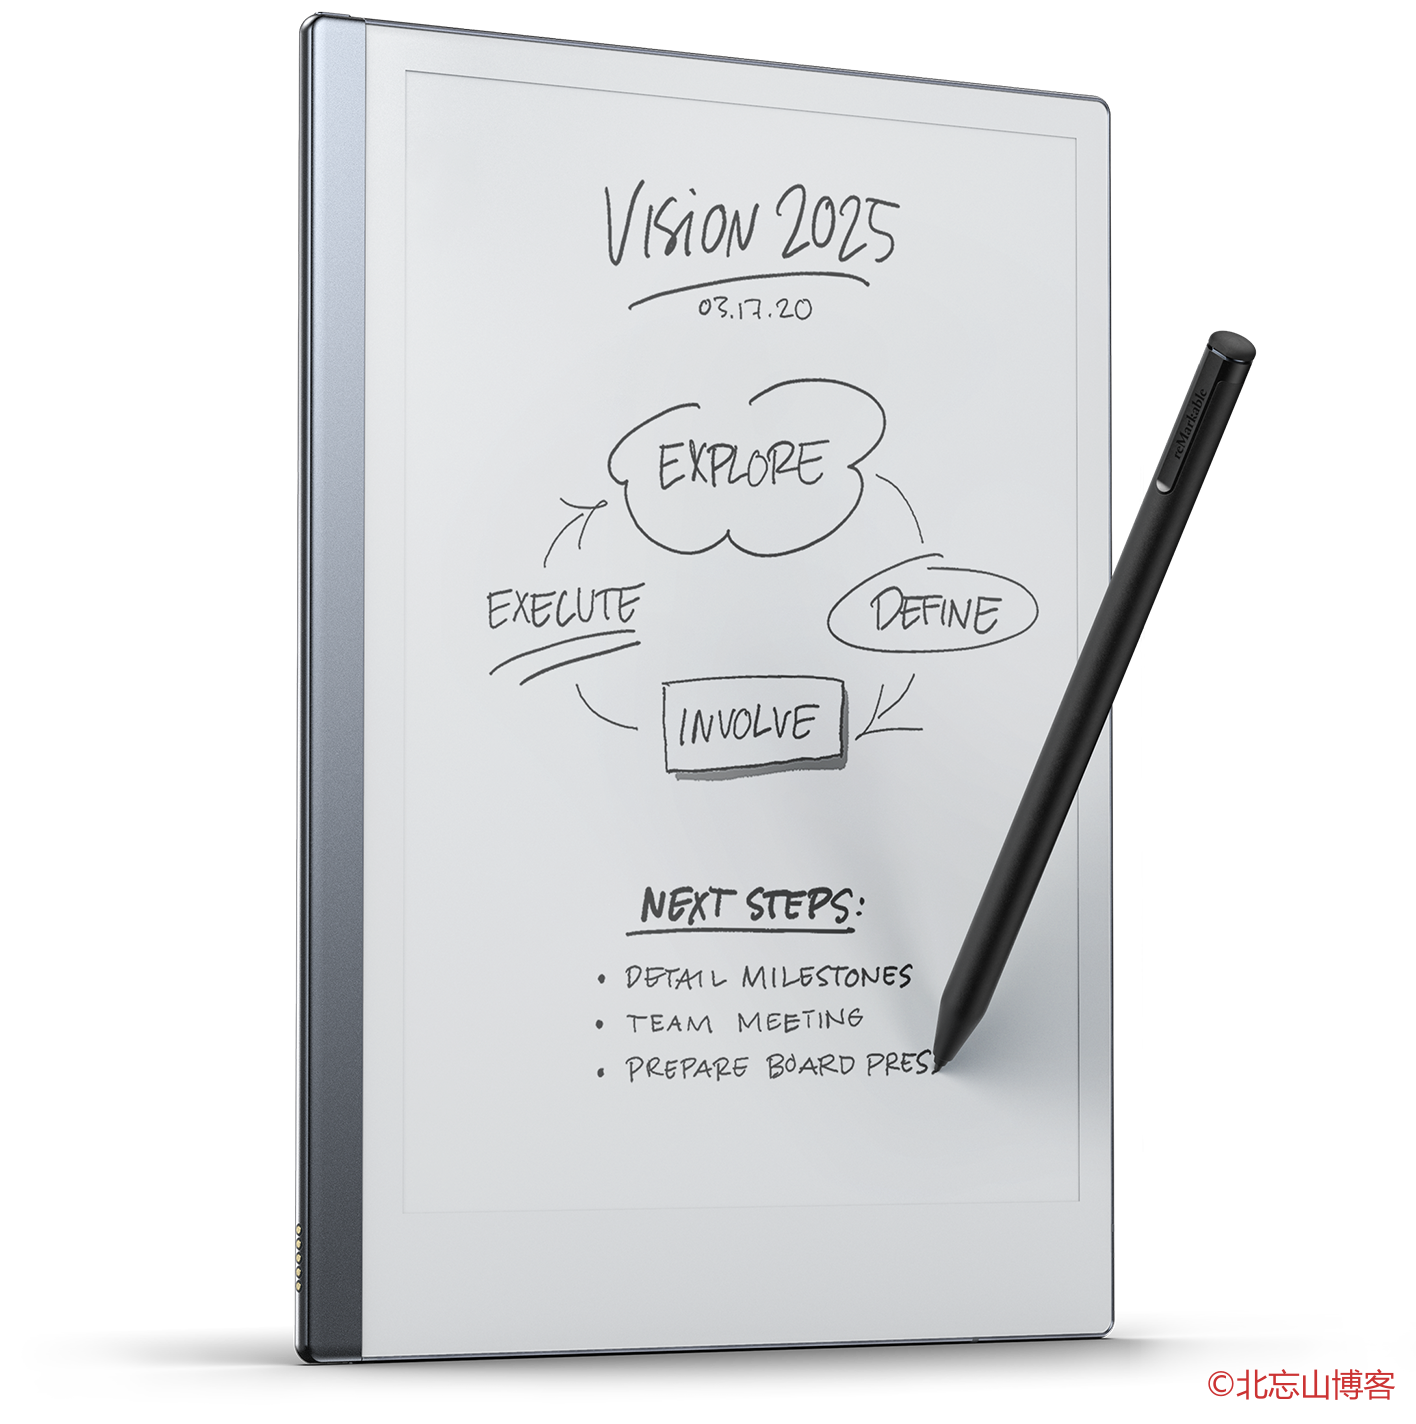 Vision 2025
03.17.20
EXPLORE
EXECUTE
DEFINE
INVOLVE
NEXT STEPS:
• DETAIL MILESTONES
• TEAM MEETING
• PREPARE BOARD PRES
reMarkable
©北忘山博客